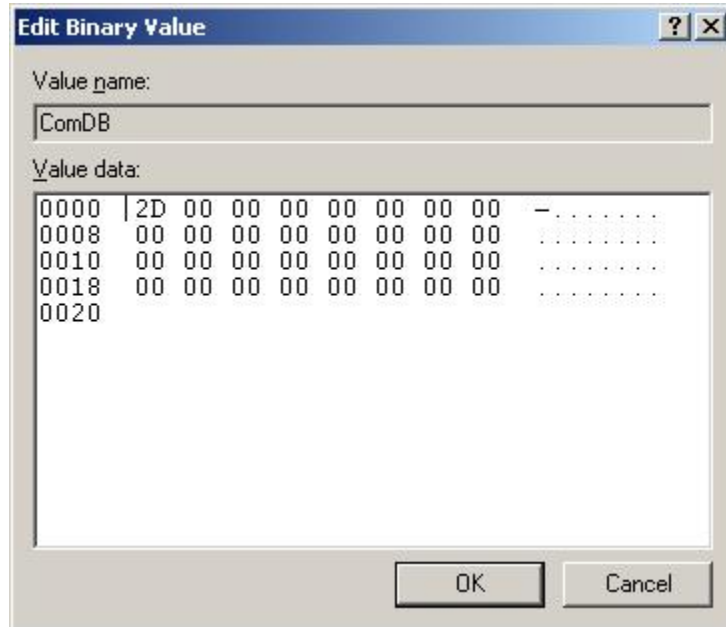 Edit Binary Value
Value name:
ComDB
Value data:
0000 2D 00 00 00 00 00 00 00 -.......
0008 00 00 00 00 00 00 00 00 ........
0010 00 00 00 00 00 00 00 00 ........
0018 00 00 00 00 00 00 00 00 ........
0020
OK Cancel